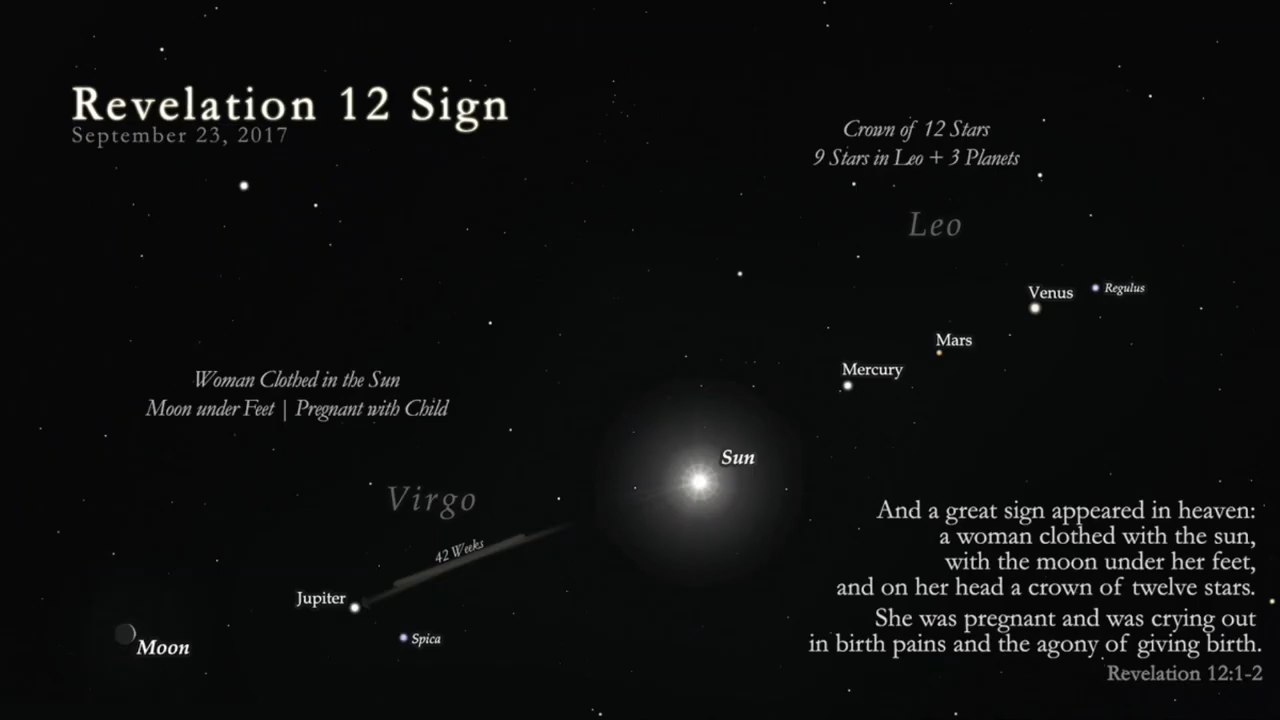 Revelation 12 Sign
September 23, 2017
Crown of 12 Stars
9 Stars in Leo + 3 Planets
Leo
Venus
Regulus
Mars
Mercury
Woman Clothed in the Sun
Moon under Feet | Pregnant with Child
Sun
Virgo
42 Weeks
Jupiter
Spica
Moon
And a great sign appeared in heaven:
a woman clothed with the sun,
with the moon under her feet,
and on her head a crown of twelve stars.
She was pregnant and was crying out
in birth pains and the agony of giving birth.
Revelation 12:1-2